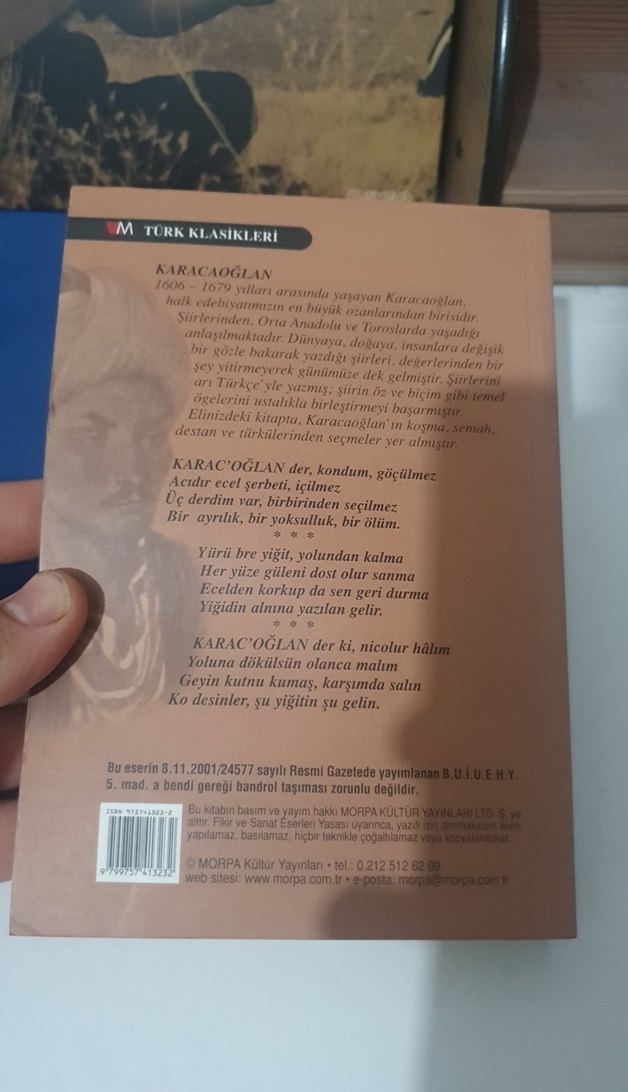 M TÜRK KLASİKLERİ
KARACAOĞLAN
1606 – 1679 yılları arasında yaşayan Karacaoğlan,
halk edebiyatımızın en büyük ozanlarından birisidir.
Şiirlerinden, Orta Anadolu ve Toroslarda yaşadığı
anlaşılmaktadır. Dünyaya, doğaya, insanlara değişik
bir gözle bakarak yazdığı şiirleri, değerlerinden bir
şey yitirmeyerek günümüze dek gelmiştir. Şiirlerini
arı Türkçe'yle yazmış; şiirin öz ve biçim gibi temel
ögelerini ustalıkla birleştirmeyi başarmıştır.
Elinizdeki kitapta, Karacaoğlan'ın koşma, semah,
destan ve türkülerinden seçmeler yer almıştır.
KARAC'OĞLAN der, kondum, göçülmez
Acıdır ecel şerbeti, içilmez
Üç derdim var, birbirinden seçilmez
Bir ayrılık, bir yoksulluk, bir ölüm.
* * *
Yürü bre yiğit, yolundan kalma
Her yüze güleni dost olur sanma
Ecelden korkup da sen geri durma
Yiğidin alnına yazılan gelir.
* * *
KARAC'OĞLAN der ki, nicolur hâlım
Yoluna dökülsün olanca malım
Geyin kutnu kumaş, karşımda salın
Ko desinler, şu yiğitin şu gelin.
Bu eserin 8.11.2001/24577 sayılı Resmi Gazetede yayımlanan B.U.İ.U.E.H.Y.
5. mad. a bendi gereği bandrol taşıması zorunlu değildir.
ISBN 975741323-2
9799757413232
Bu kitabın basım ve yayım hakkı MORPA KÜLTÜR YAYINLARI LTD. Ş. ye
aittir. Fikir ve Sanat Eserleri Yasası uyarınca, yazılı izin alınmaksızın alıntı
yapılamaz, basılamaz, hiçbir teknikle çoğaltılamaz veya kopyalanamaz.
© MORPA Kültür Yayınları • tel.: 0.212.512 62 09
web sitesi: www.morpa.com.tr • e-posta: morpa@morpa.com.tr